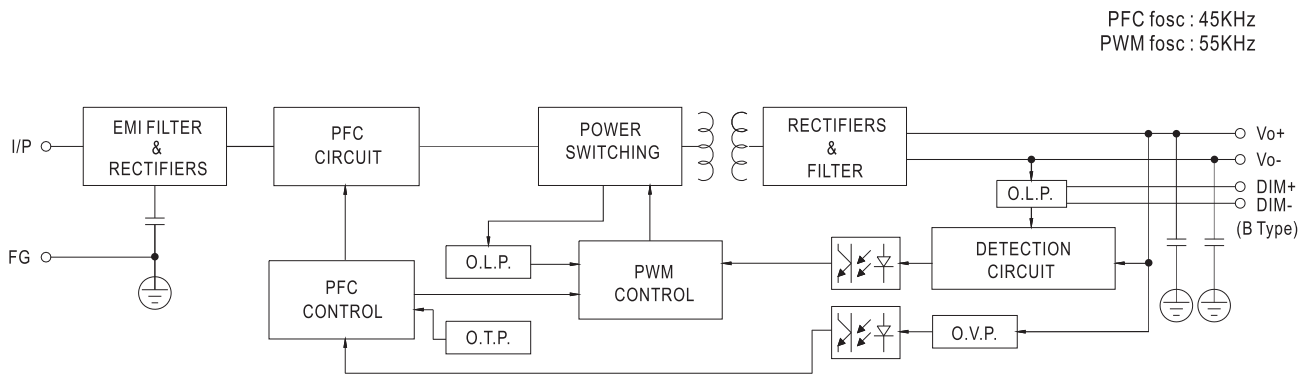 PFC fosc : 45KHz
PWM fosc : 55KHz
I/P
EMI FILTER
&
RECTIFIERS
PFC
CIRCUIT
POWER
SWITCHING
RECTIFIERS
&
FILTER
Vo+
Vo-
DIM+
DIM-
(B Type)
O.L.P.
FG
O.L.P.
PFC
CONTROL
PWM
CONTROL
DETECTION
CIRCUIT
O.T.P.
O.V.P.